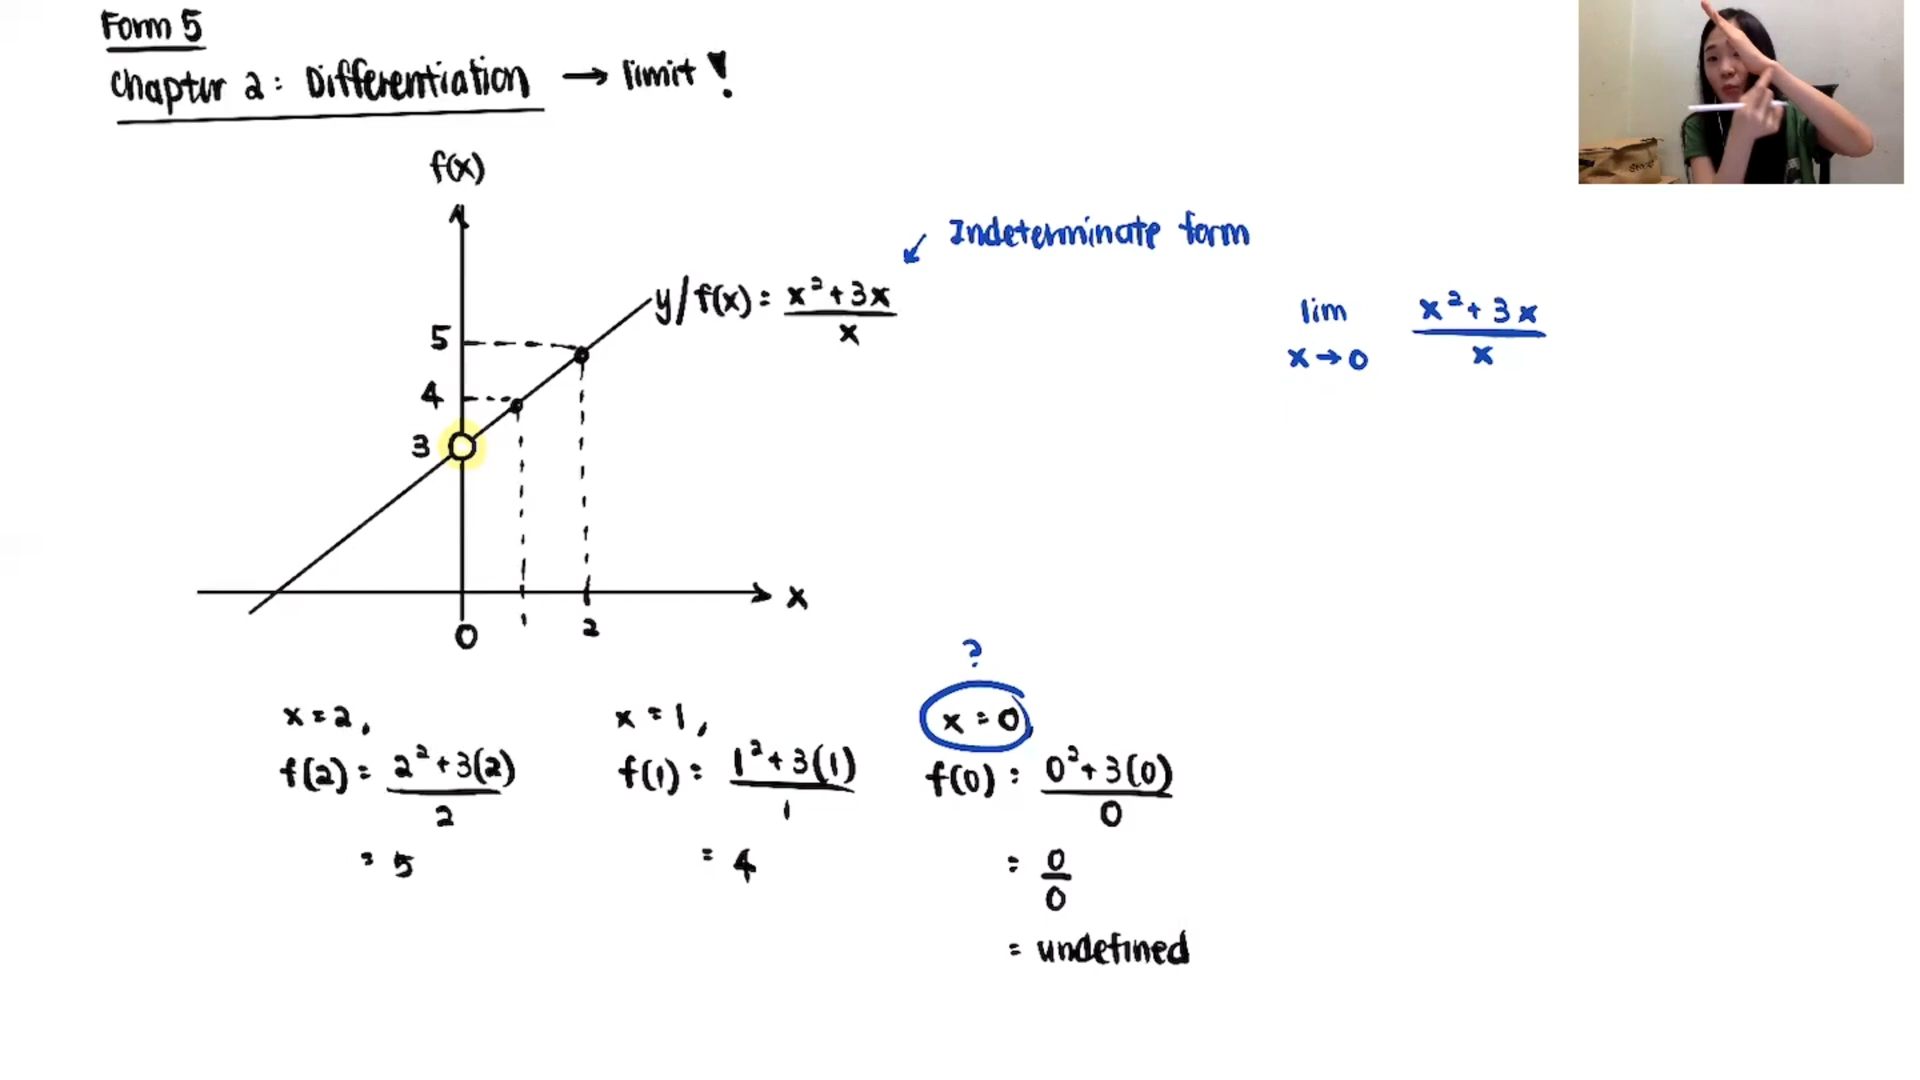 Form 5
Chapter 2: Differentiation → limit!
f(x)
Indeterminate form
y/f(x) = x²+3x / x
lim x→0 x²+3x / x
5
4
3
x
0 1 2
?
x=2, x=1, x=0,
f(2) = 2²+3(2) / 2 f(1) = 1²+3(1) / 1 f(0) = 0²+3(0) / 0
= 5 = 4 = 0/0
= undefined